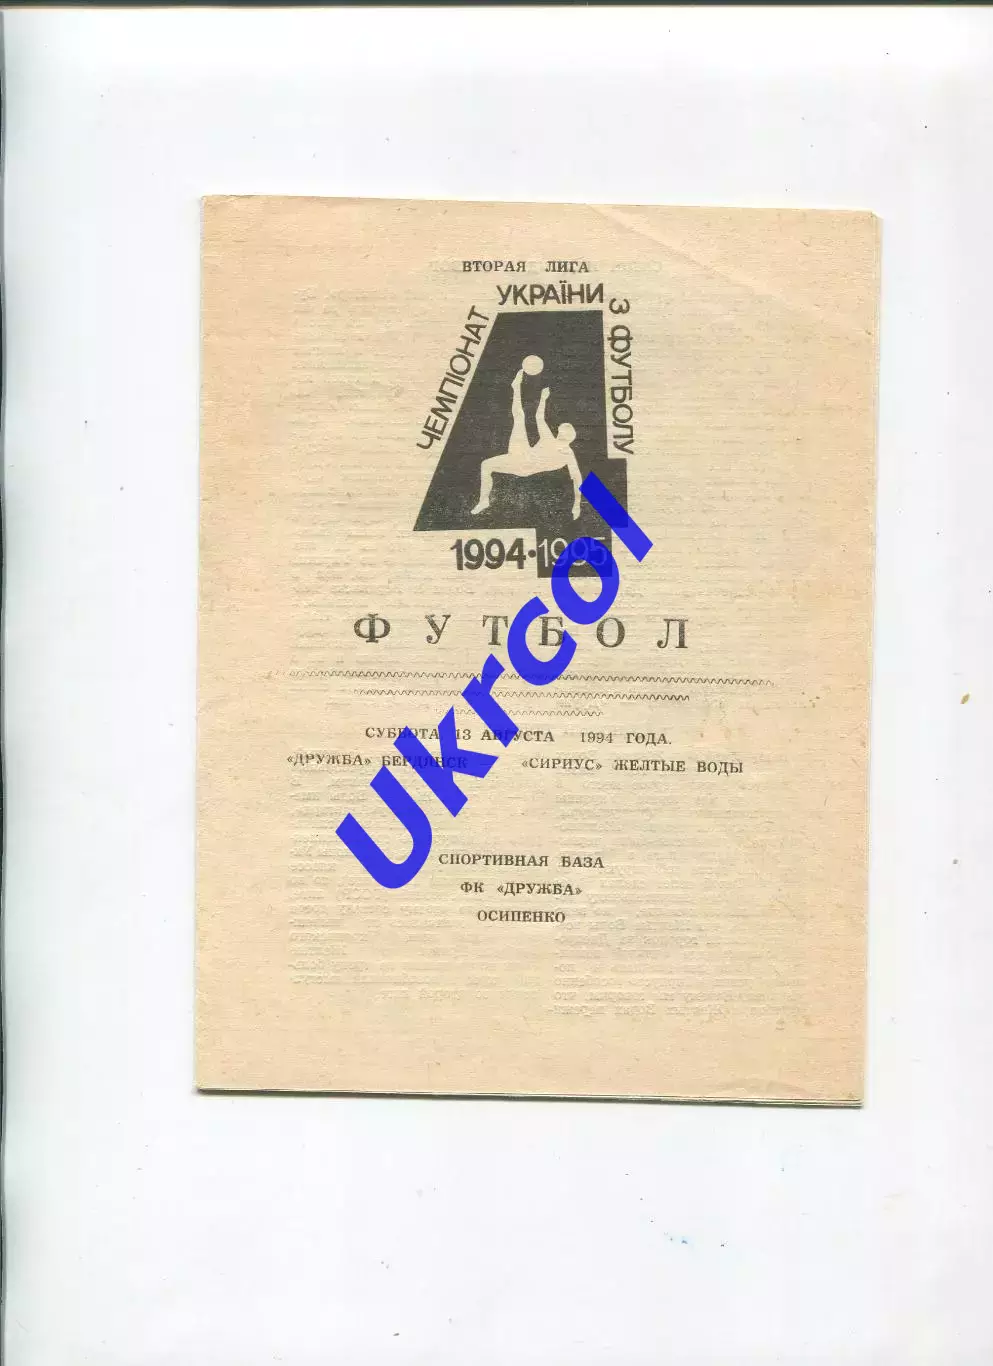 ВТОРАЯ ЛИГА
ЧЕМПІОНАТ УКРАЇНИ З ФУТБОЛУ
1994·1995
ФУТБОЛ
СУББОТА 13 АВГУСТА 1994 ГОДА.
«ДРУЖБА» БЕРДЯНСК — «СИРИУС» ЖЕЛТЫЕ ВОДЫ
СПОРТИВНАЯ БАЗА
ФК «ДРУЖБА»
ОСИПЕНКО
Ukrcol